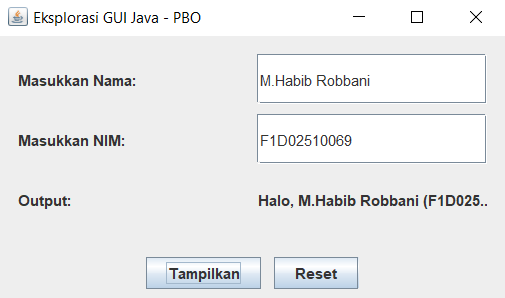 Eksplorasi GUI Java - PBO
Masukkan Nama: M.Habib Robbani
Masukkan NIM: F1D02510069
Output: Halo, M.Habib Robbani (F1D025..
Tampilkan Reset